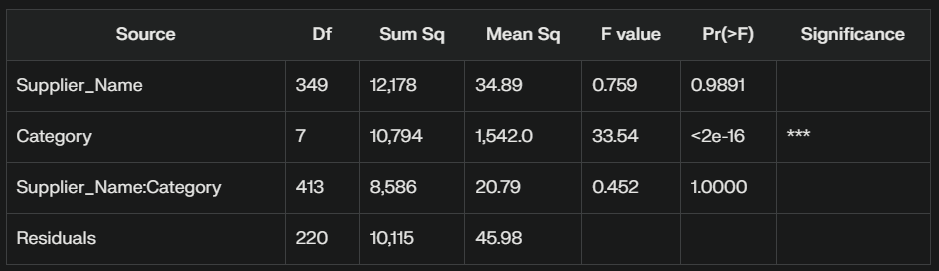 Source Df Sum Sq Mean Sq F value Pr(>F) Significance
Supplier_Name 349 12,178 34.89 0.759 0.9891
Category 7 10,794 1,542.0 33.54 <2e-16 ***
Supplier_Name:Category 413 8,586 20.79 0.452 1.0000
Residuals 220 10,115 45.98